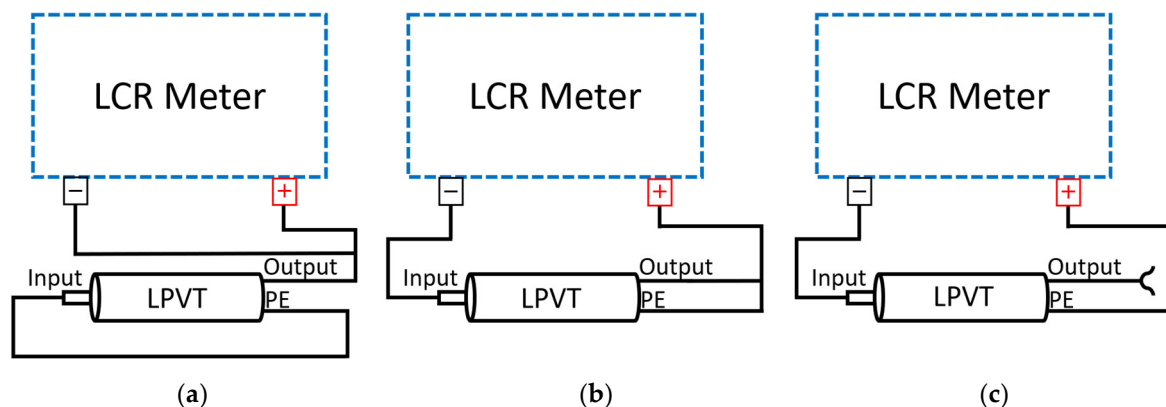 LCR Meter
− +
Input Output
LPVT
PE
(a)
LCR Meter
− +
Input Output
LPVT PE
(b)
LCR Meter
− +
Input Output
LPVT PE
(c)